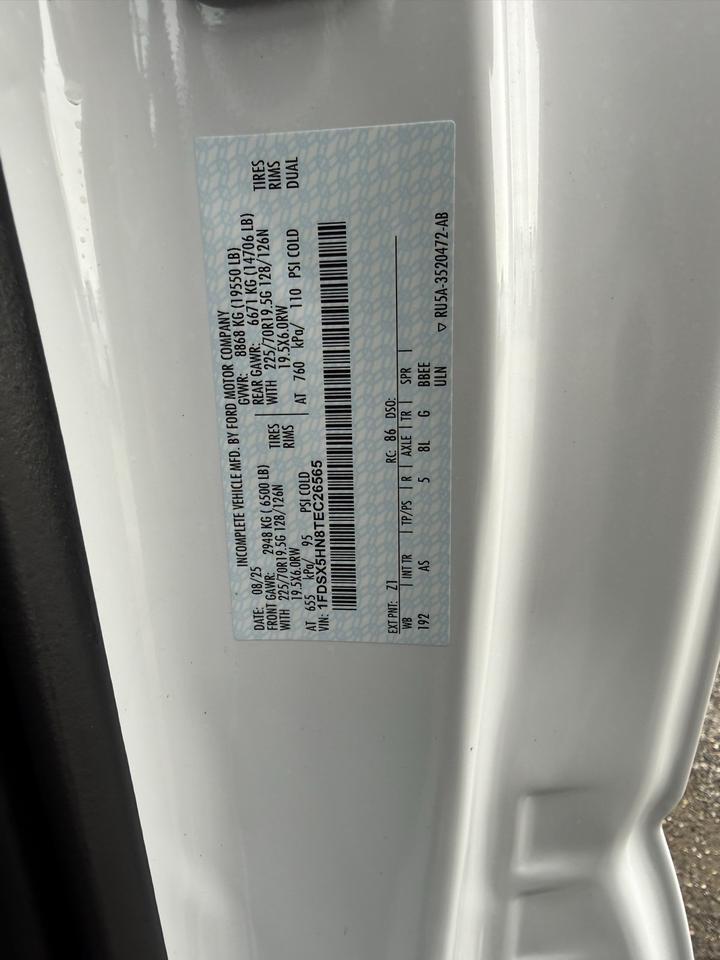 INCOMPLETE VEHICLE MFD. BY FORD MOTOR COMPANY
DATE: 08/25 GVWR: 8868 KG (19550 LB)
FRONT GAWR: 2948 KG ( 6500 LB) REAR GAWR: 6671 KG (14706 LB)
WITH 225/70R19.5G 128/126N TIRES WITH 225/70R19.5G 128/126N TIRES
19.5X6.0RW RIMS 19.5X6.0RW RIMS
AT 655 kPa/ 95 PSI COLD AT 760 kPa/ 110 PSI COLD DUAL
VIN: 1FDSX5HN8TEC26565
EXT PNT: Z1 RC: 86 DSO:
WB INT TR TP/PS R AXLE TR SPR
192 AS 5 8L G BBEE
ULN
▽ RU5A-3520472-AB